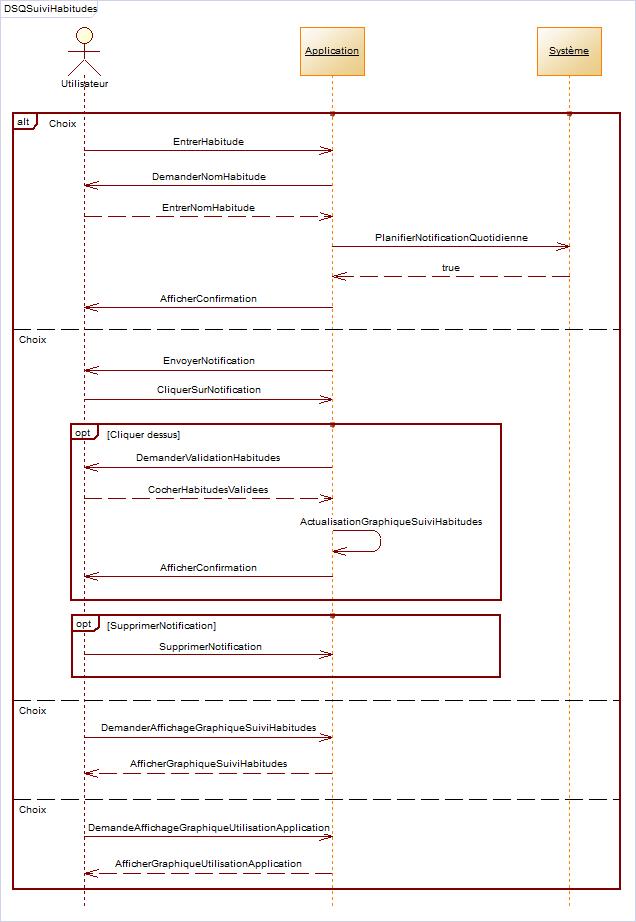 DSQSuiviHabitudes
Utilisateur
Application
Système
alt
Choix
EntrerHabitude
DemanderNomHabitude
EntrerNomHabitude
PlanifierNotificationQuotidienne
true
AfficherConfirmation
Choix
EnvoyerNotification
CliquerSurNotification
opt
[Cliquer dessus]
DemanderValidationHabitudes
CocherHabitudesValidees
ActualisationGraphiqueSuiviHabitudes
AfficherConfirmation
opt
[SupprimerNotification]
SupprimerNotification
Choix
DemanderAffichageGraphiqueSuiviHabitudes
AfficherGraphiqueSuiviHabitudes
Choix
DemandeAffichageGraphiqueUtilisationApplication
AfficherGraphiqueUtilisationApplication